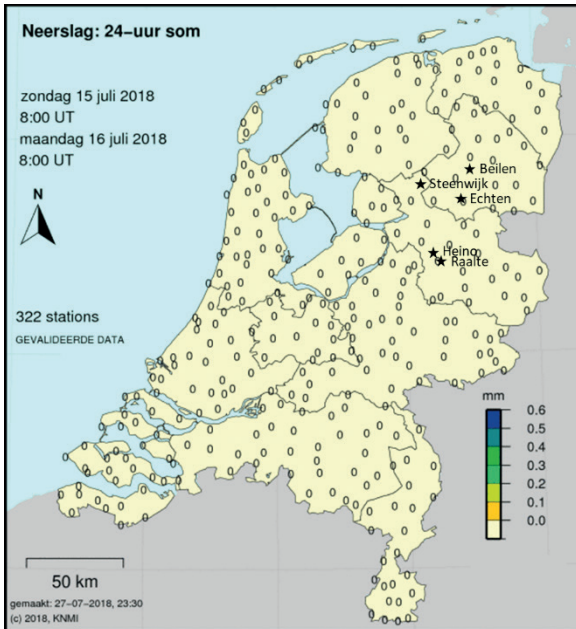 Neerslag: 24-uur som
zondag 15 juli 2018
8:00 UT
maandag 16 juli 2018
8:00 UT
N
Beilen
Steenwijk
Echten
Heino
Raalte
322 stations
GEVALIDEERDE DATA
mm
0.6
0.5
0.4
0.3
0.2
0.1
0.0
50 km
gemaakt: 27-07-2018, 23:30
(c) 2018, KNMI